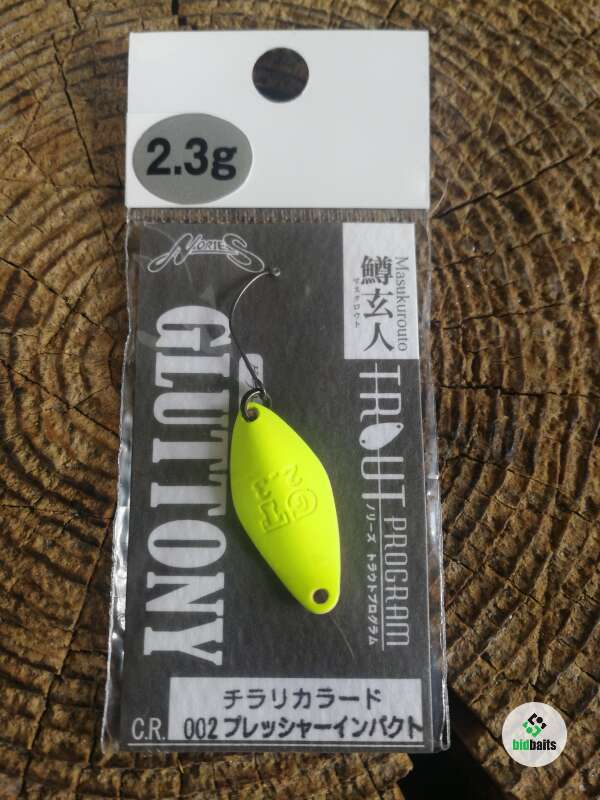 2.3g
NORIES
鱒玄人
マスクロウト
Masukurouto
TROUT PROGRAM
ノリーズ トラウトプログラム
GLUTTONY
GT
チラリカラード
C.R. 002 プレッシャーインパクト
bidbaits